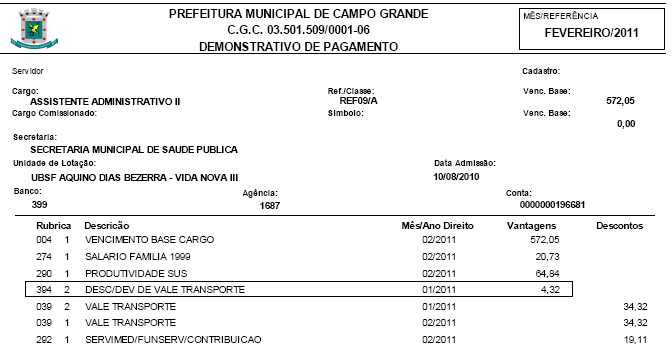 PREFEITURA MUNICIPAL DE CAMPO GRANDE
C.G.C. 03.501.509/0001-06
DEMONSTRATIVO DE PAGAMENTO
MÊS/REFERÊNCIA
FEVEREIRO/2011
Servidor Cadastro:
Cargo: Ref./Classe: Venc. Base:
ASSISTENTE ADMINISTRATIVO II REF09/A 572,05
Cargo Comissionado: Simbolo: Venc. Base:
0,00
Secretaria:
SECRETARIA MUNICIPAL DE SAUDE PUBLICA
Unidade de Lotação: Data Admissão:
UBSF AQUINO DIAS BEZERRA - VIDA NOVA III 10/08/2010
Banco: Agência: Conta:
399 1687 0000000196681
Rubrica Descrição Mês/Ano Direito Vantagens Descontos
004 1 VENCIMENTO BASE CARGO 02/2011 572,05
274 1 SALARIO FAMILIA 1999 02/2011 20,73
290 1 PRODUTIVIDADE SUS 02/2011 64,84
394 2 DESC/DEV DE VALE TRANSPORTE 01/2011 4,32
039 2 VALE TRANSPORTE 01/2011 34,32
039 1 VALE TRANSPORTE 02/2011 34,32
292 1 SERVIMED/FUNSERV/CONTRIBUICAO 02/2011 19,11